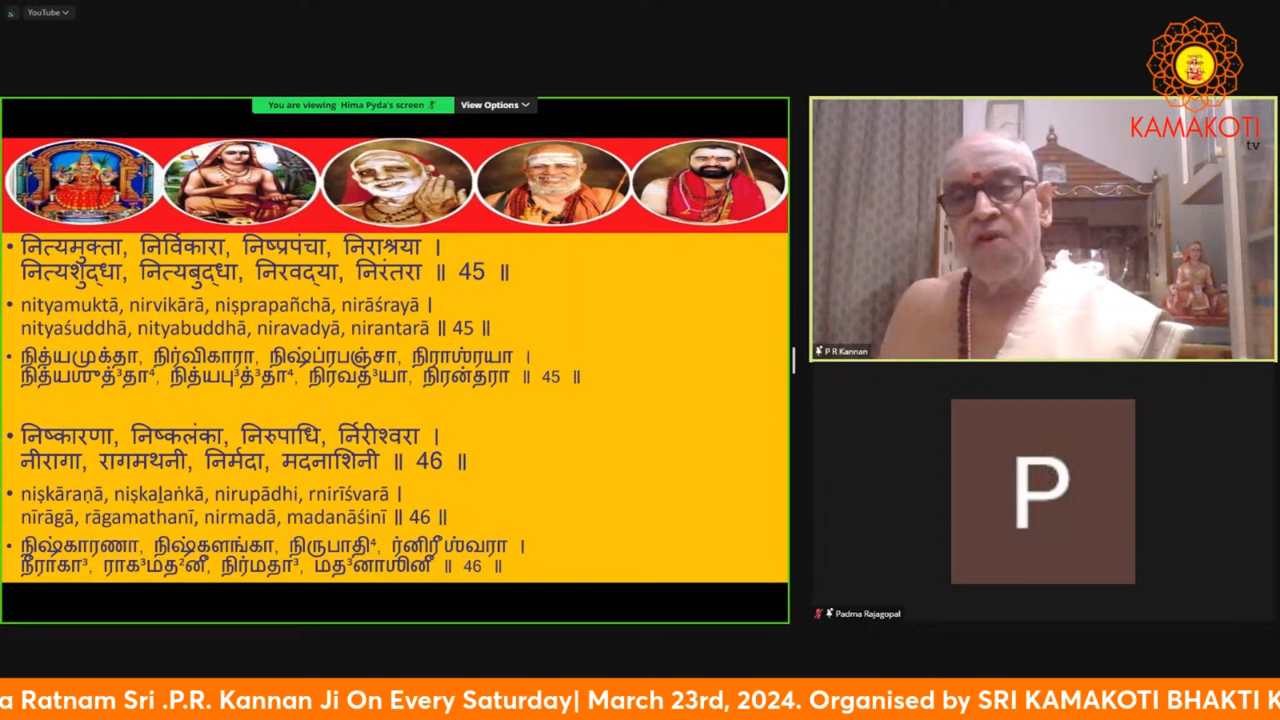 YouTube
KAMAKOTI
tv
You are viewing Hima Pyda's screen
View Options
• नित्यमुक्ता, निर्विकारा, निष्प्रपंचा, निराश्रया ।
नित्यशुद्धा, नित्यबुद्धा, निरवद्या, निरंतरा ॥ 45 ॥
• nityamuktā, nirvikārā, niṣprapañchā, nirāśrayā |
nityaśuddhā, nityabuddhā, niravadyā, nirantarā ‖ 45 ‖
• நித்யமுக்தா, நிர்விகாரா, நிஷ்ப்ரபஞ்சா, நிராஶ்ரயா ।
நித்யஶுத்³தா⁴, நித்யபு³த்³தா⁴, நிரவத்³யா, நிரன்தரா ॥ 45 ॥
• निष्कारणा, निष्कलंका, निरुपाधि, र्निरीश्वरा ।
नीरागा, रागमथनी, निर्मदा, मदनाशिनी ॥ 46 ॥
• niṣkāraṇā, niṣkaḻaṅkā, nirupādhi, rnirīśvarā |
nīrāgā, rāgamathanī, nirmadā, madanāśinī ‖ 46 ‖
• நிஷ்காரணா, நிஷ்களங்கா, நிருபாதி⁴, ர்னிரீஶ்வரா ।
நீராகா³, ராக³மத²னீ, நிர்மதா³, மத³னாஶினீ ॥ 46 ॥
P R Kannan
P
Padma Rajagopal
a Ratnam Sri .P.R. Kannan Ji On Every Saturday| March 23rd, 2024. Organised by SRI KAMAKOTI BHAKTI K